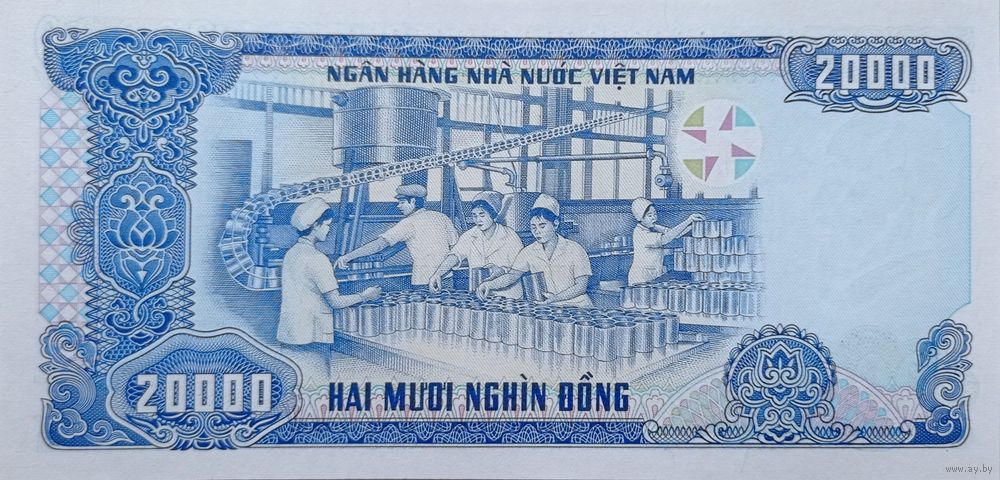 NGÂN HÀNG NHÀ NƯỚC VIỆT NAM
20000
20000
HAI MƯƠI NGHÌN ĐỒNG
www.ay.by